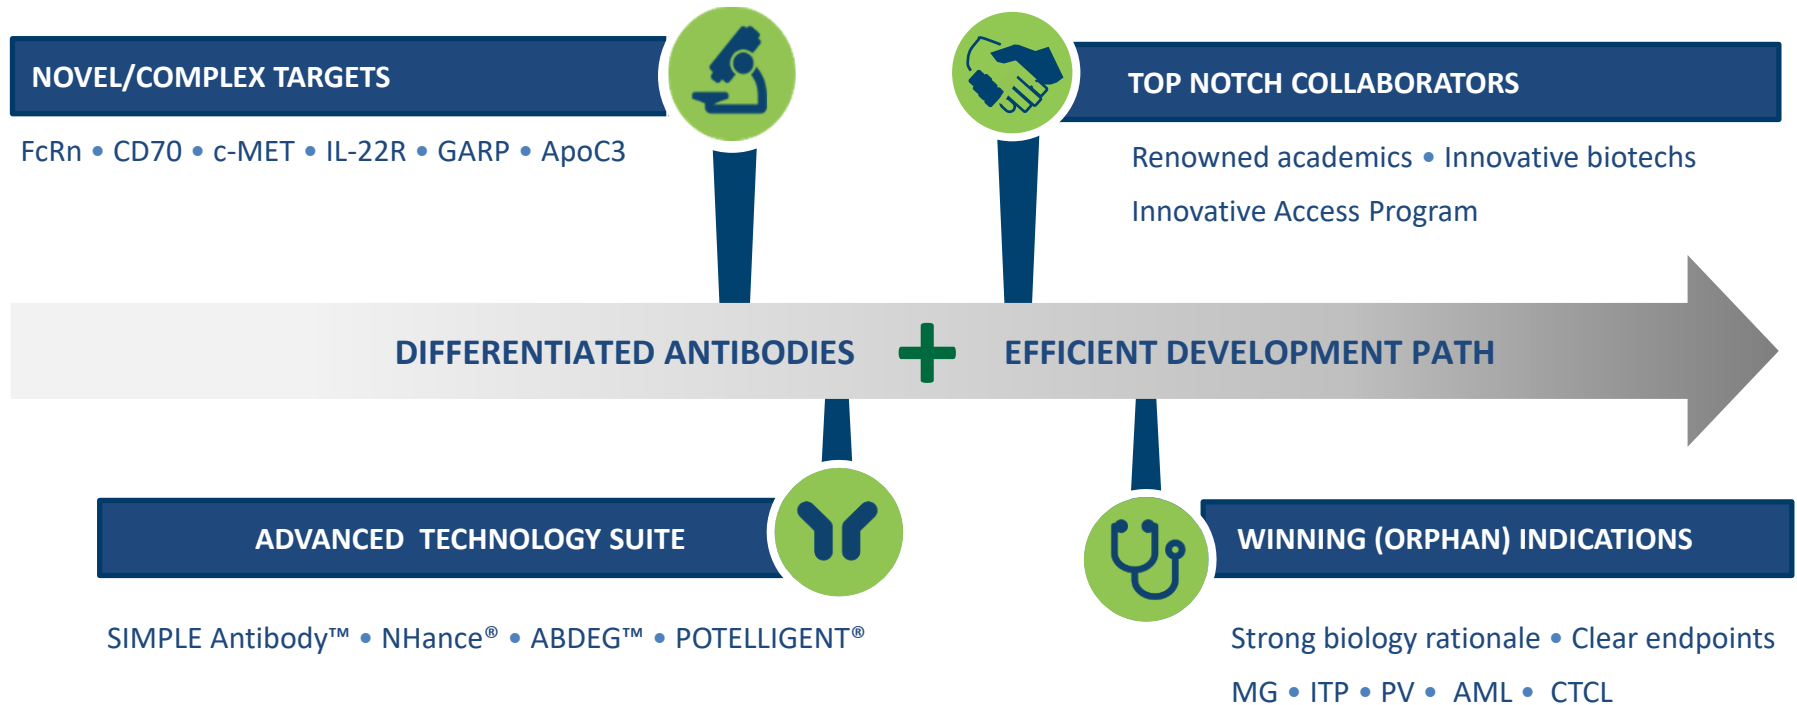 NOVEL/COMPLEX TARGETS
FcRn • CD70 • c-MET • IL-22R • GARP • ApoC3
TOP NOTCH COLLABORATORS
Renowned academics • Innovative biotechs
Innovative Access Program
DIFFERENTIATED ANTIBODIES + EFFICIENT DEVELOPMENT PATH
ADVANCED TECHNOLOGY SUITE
SIMPLE Antibody™ • NHance® • ABDEG™ • POTELLIGENT®
WINNING (ORPHAN) INDICATIONS
Strong biology rationale • Clear endpoints
MG • ITP • PV • AML • CTCL